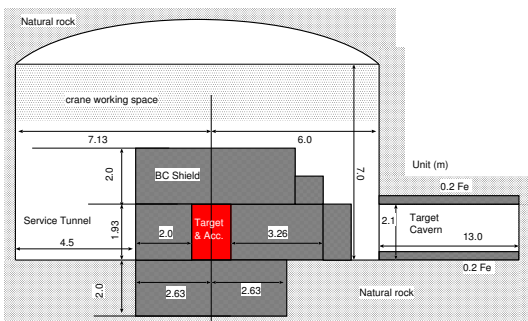 Natural rock
crane working space
7.13
6.0
7.0
Unit (m)
2.0
BC Shield
0.2 Fe
Service Tunnel
1.93
Target
& Acc.
2.1
Target
Cavern
4.5
2.0
3.26
13.0
0.2 Fe
2.0
2.63
2.63
Natural rock